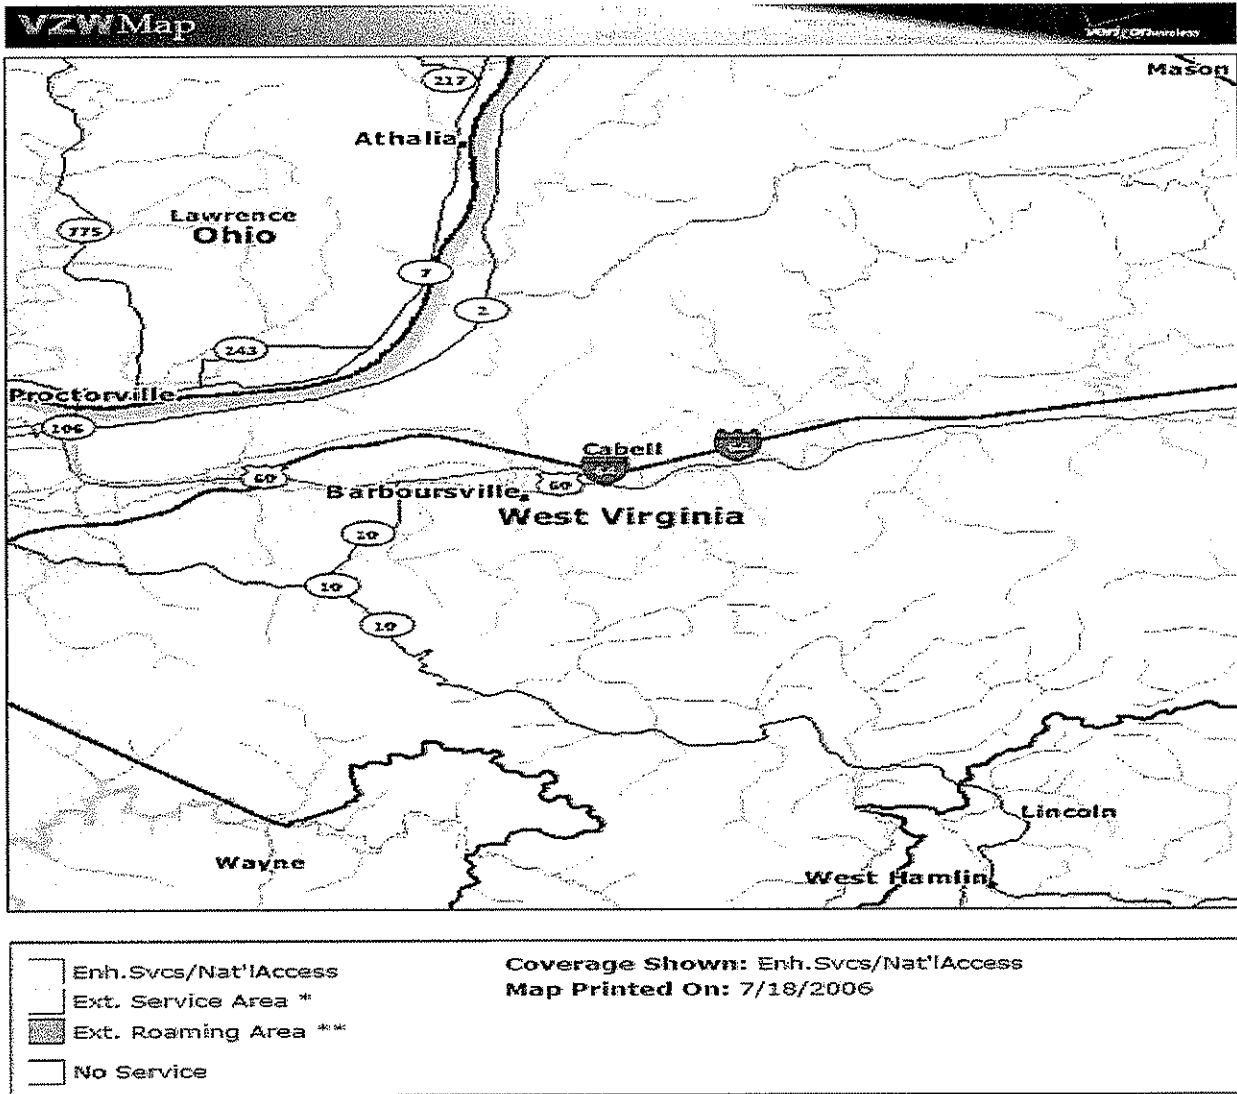 VZWMap
verizonwireless
217
Mason
Athalia
Lawrence
Ohio
775
7
2
243
Proctorville
106
Cabell
60
Barboursville
60
West Virginia
10
10
10
Lincoln
Wayne
West Hamlin
Enh.Svcs/Nat'lAccess
Ext. Service Area *
Ext. Roaming Area **
No Service
Coverage Shown: Enh.Svcs/Nat'lAccess
Map Printed On: 7/18/2006